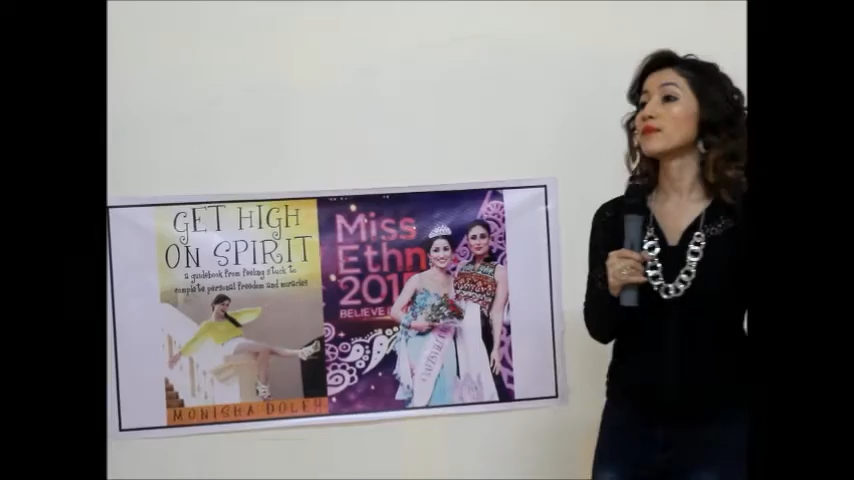 GET HIGH
ON SPIRIT
a guidebook from feeling stuck to
complete personal freedom and miracles
MONISHA DOLEY
Miss
Ethn
201
BELIEVE